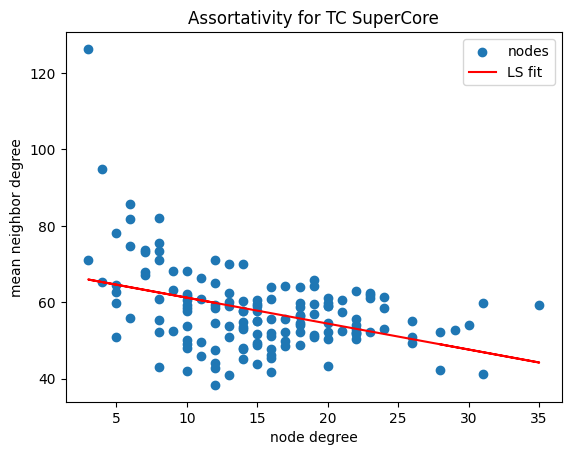 Assortativity for TC SuperCore
nodes
LS fit
mean neighbor degree
120
100
80
60
40
5 10 15 20 25 30 35
node degree